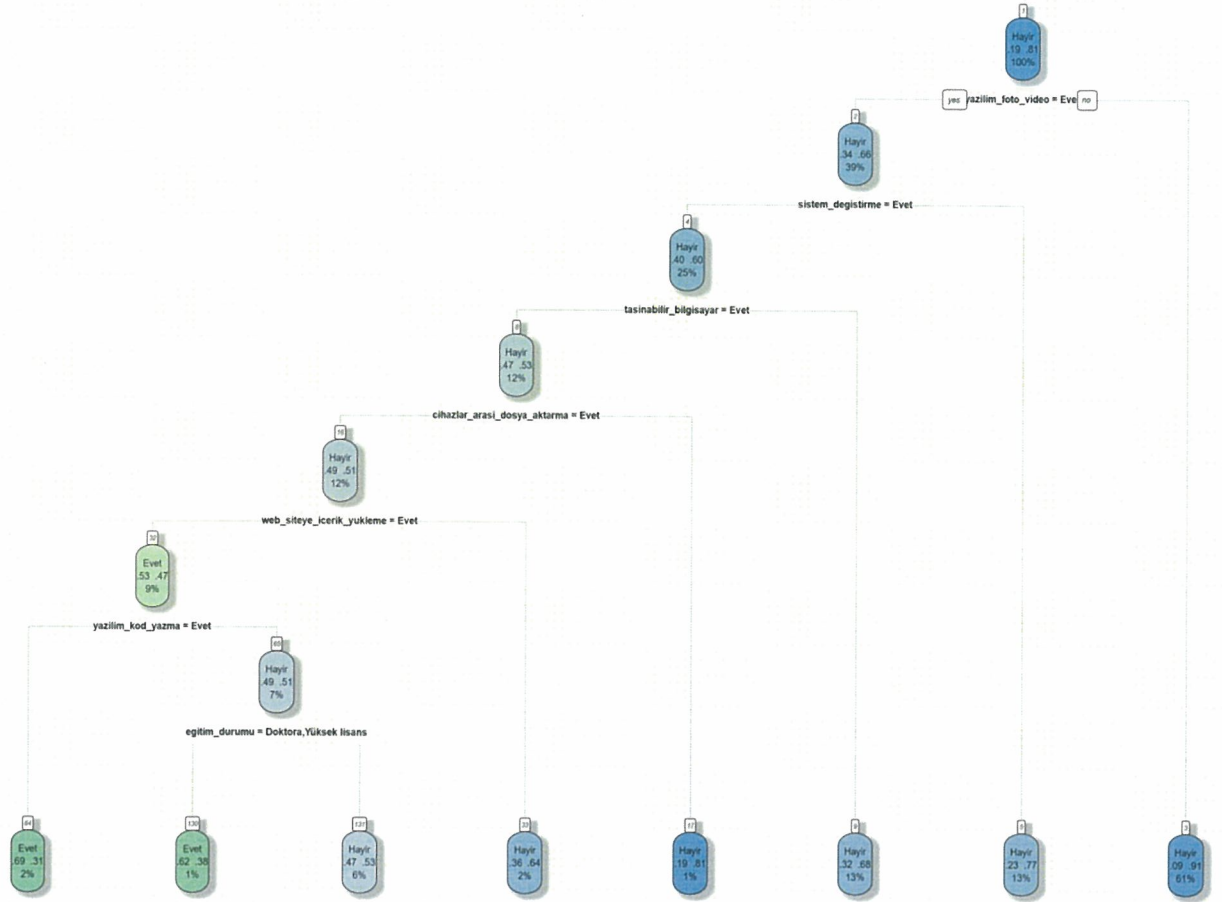 1
Hayir
.19 .81
100%
yes
yazilim_foto_video = Eve
no
2
Hayir
.34 .66
39%
sistem_degistirme = Evet
4
Hayir
.40 .60
25%
tasinabilir_bilgisayar = Evet
8
Hayir
.47 .53
12%
cihazlar_arasi_dosya_aktarma = Evet
16
Hayir
.49 .51
12%
web_siteye_icerik_yukleme = Evet
32
Evet
.53 .47
9%
yazilim_kod_yazma = Evet
65
Hayir
.49 .51
7%
egitim_durumu = Doktora,Yüksek lisans
64
Evet
.69 .31
2%
130
Evet
.62 .38
1%
131
Hayir
.47 .53
6%
33
Hayir
.36 .64
2%
17
Hayir
.19 .81
1%
9
Hayir
.32 .68
13%
5
Hayir
.23 .77
13%
3
Hayir
.09 .91
61%